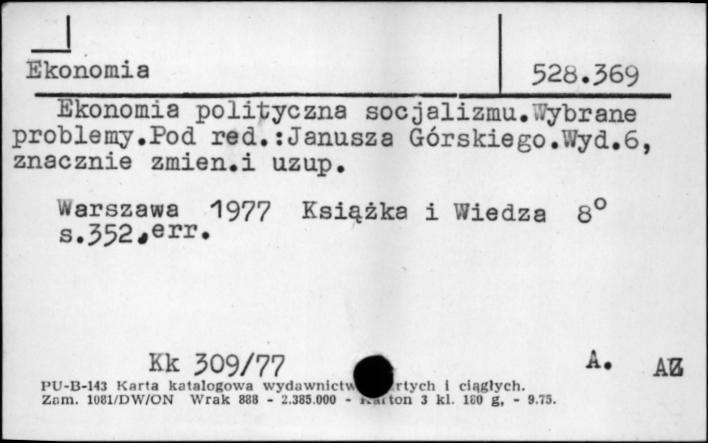 Ekonomia 528.369
Ekonomia polityczna socjalizmu.Wybrane
problemy.Pod red.:Janusza Górskiego.Wyd.6,
znacznie zmien.i uzup.
Warszawa 1977 Książka i Wiedza 8°
s.352,err.
Kk 309/77 A. AZ
PU-B-143 Karta katalogowa wydawnictw rtych i ciągłych.
Zam. 1081/DW/ON Wrak 888 - 2.385.000 - Karton 3 kl. 180 g, - 9.75.